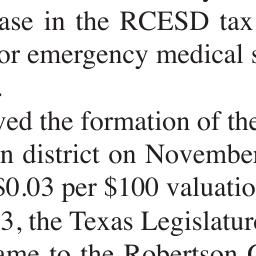 ase in the RCESD tax
or emergency medical s
.
ved the formation of the
n district on November
$0.03 per $100 valuatio
3, the Texas Legislature
ame to the Robertson C